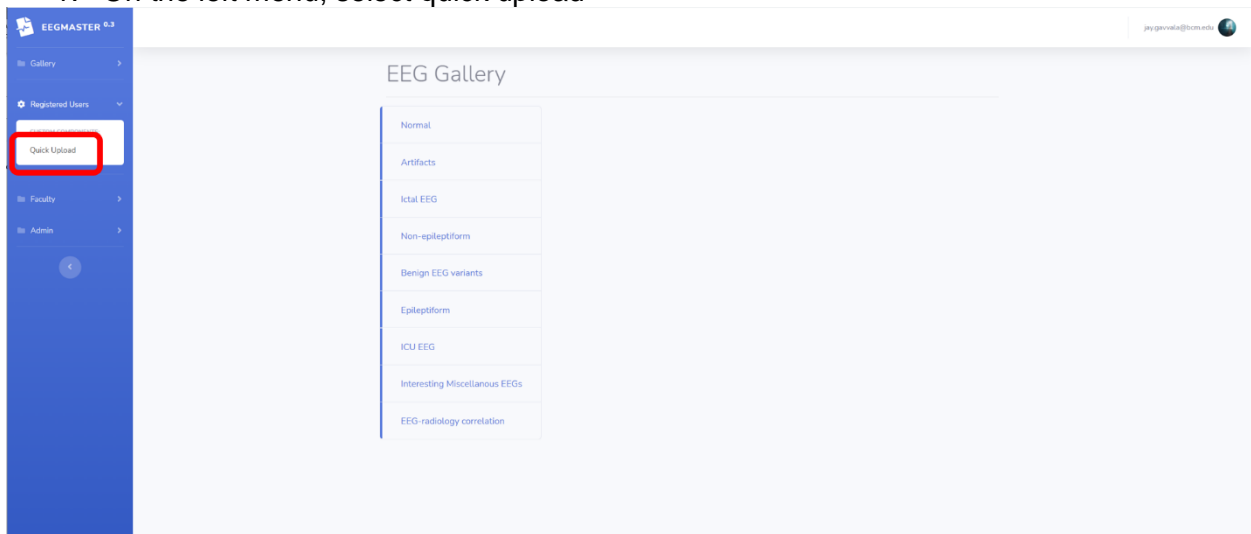 On the left menu, select quick upload
EEGMASTER 0.3
jay.gavvala@bcm.edu
Gallery
EEG Gallery
Registered Users
Normal
CUSTOM COMPONENTS
Quick Upload
Artifacts
Faculty
Ictal EEG
Admin
Non-epileptiform
Benign EEG variants
Epileptiform
ICU EEG
Interesting Miscellanous EEGs
EEG-radiology correlation